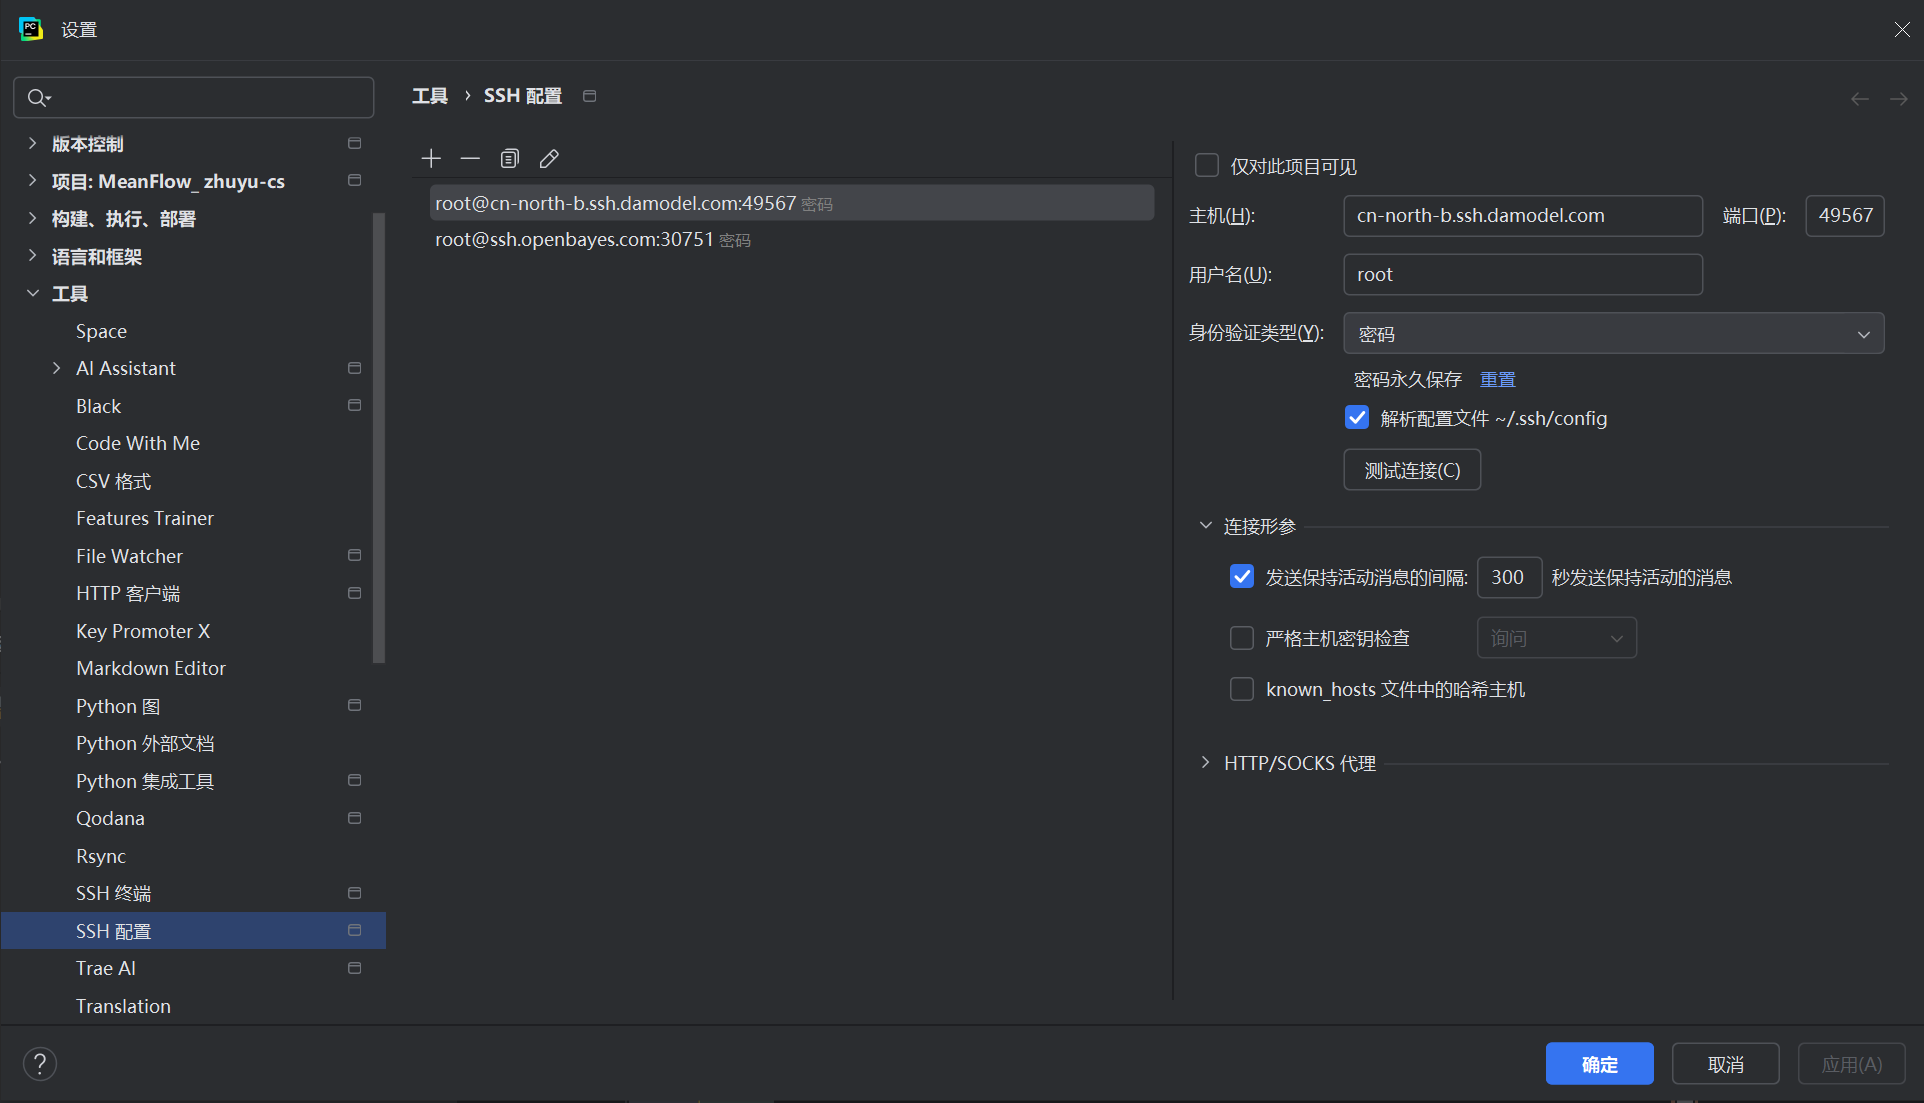 PC
设置
版本控制
项目: MeanFlow_ zhuyu-cs
构建、执行、部署
语言和框架
工具
Space
AI Assistant
Black
Code With Me
CSV 格式
Features Trainer
File Watcher
HTTP 客户端
Key Promoter X
Markdown Editor
Python 图
Python 外部文档
Python 集成工具
Qodana
Rsync
SSH 终端
SSH 配置
Trae AI
Translation
工具 › SSH 配置
root@cn-north-b.ssh.damodel.com:49567 密码
root@ssh.openbayes.com:30751 密码
仅对此项目可见
主机(H): cn-north-b.ssh.damodel.com 端口(P): 49567
用户名(U): root
身份验证类型(Y): 密码
密码永久保存 重置
解析配置文件 ~/.ssh/config
测试连接(C)
连接形参
发送保持活动消息的间隔: 300 秒发送保持活动的消息
严格主机密钥检查 询问
known_hosts 文件中的哈希主机
HTTP/SOCKS 代理
?
确定 取消 应用(A)